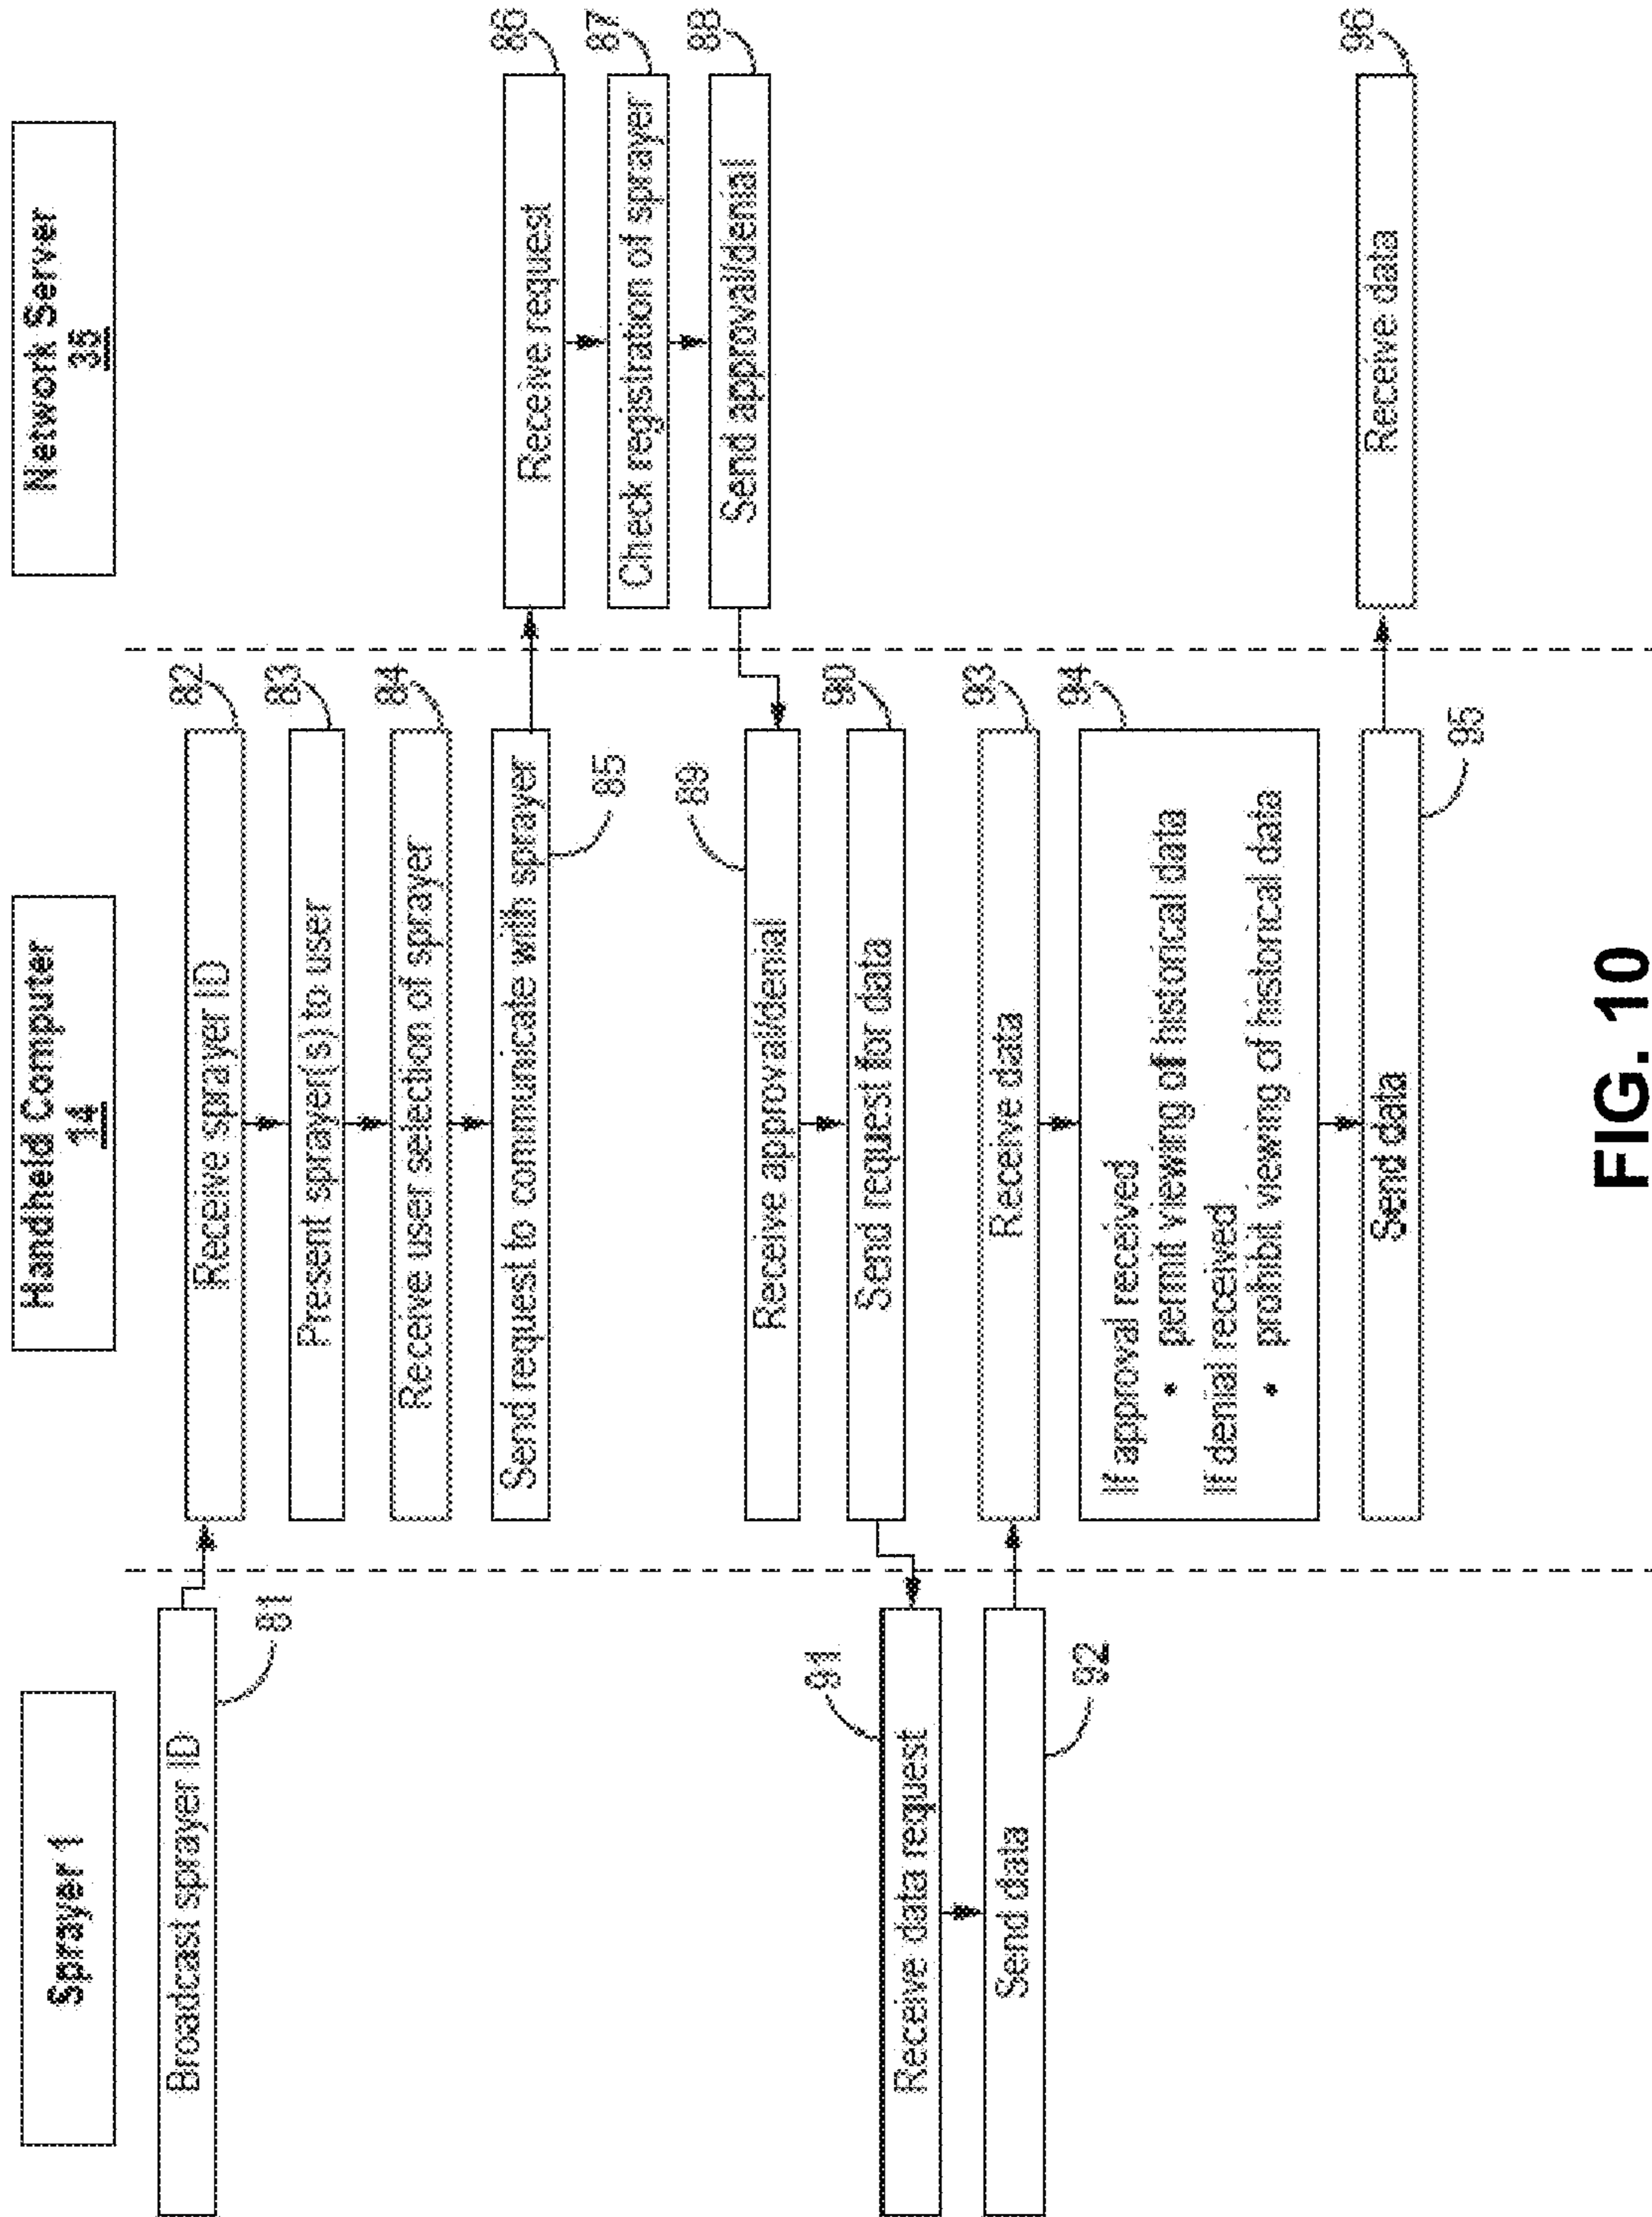 Sprayer 1
Handheld Computer
14
Network Server
35
Broadcast sprayer ID
81
Receive sprayer ID
82
Present sprayer(s) to user
83
Receive user selection of sprayer
84
Send request to communicate with sprayer
85
Receive request
86
Check registration of sprayer
87
Send approval/denial
88
Receive approval/denial
89
Send request for data
90
Receive data request
91
Send data
92
Receive data
93
If approval received
• permit viewing of historical data
If denial received
• prohibit viewing of historical data
94
Send data
95
Receive data
96
FIG. 10